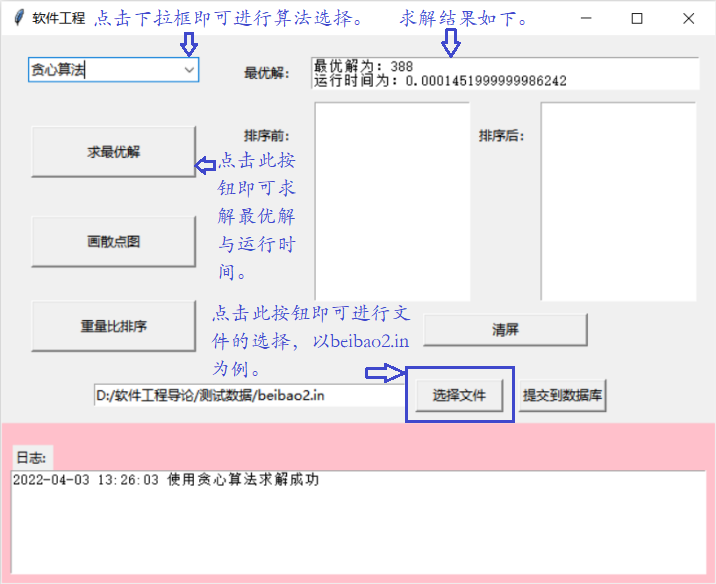 软件工程
点击下拉框即可进行算法选择。
求解结果如下。
贪心算法
最优解:
最优解为: 388
运行时间为: 0.0001451999999986242
求最优解
点击此按
钮即可求
解最优解
与运行时
间。
排序前:
排序后:
画散点图
重量比排序
点击此按钮即可进行文
件的选择，以beibao2.in
为例。
清屏
D:/软件工程导论/测试数据/beibao2.in
选择文件
提交到数据库
日志:
2022-04-03 13:26:03 使用贪心算法求解成功